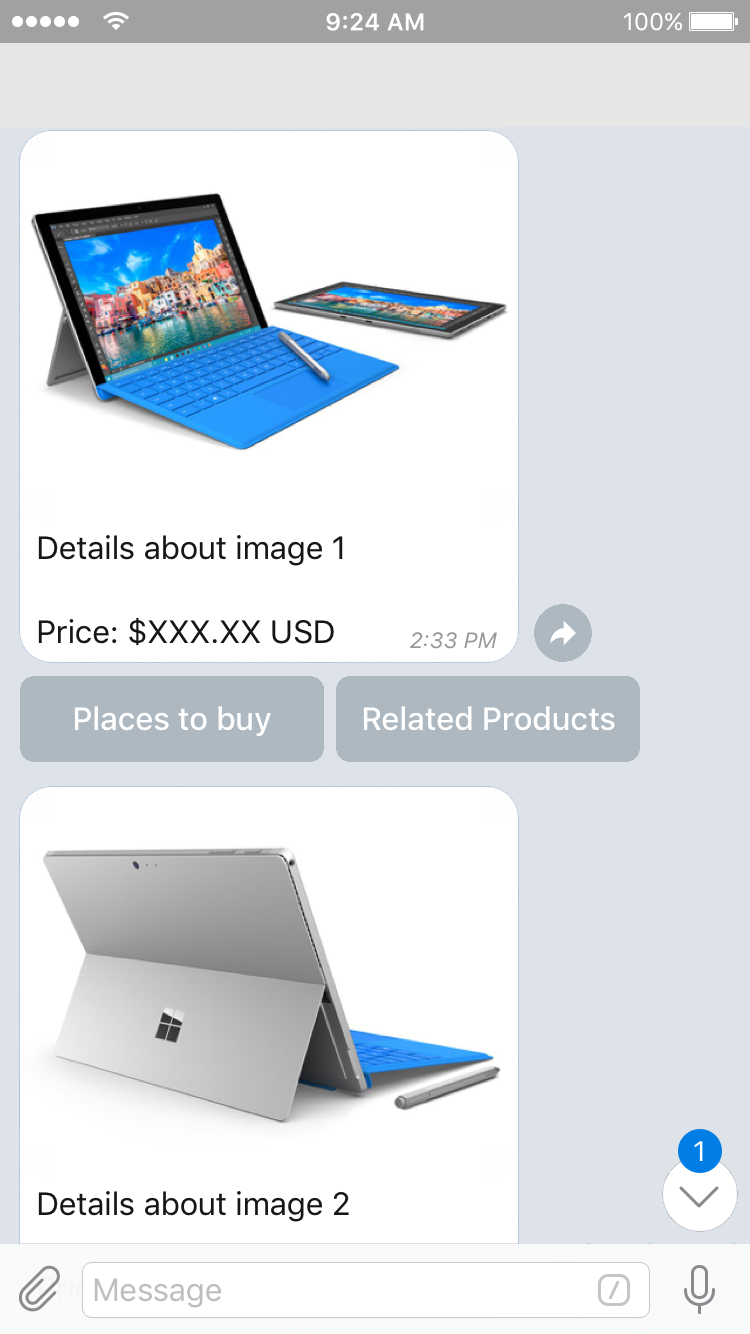 9:24 AM
100%
Details about image 1
Price: $XXX.XX USD
2:33 PM
Places to buy
Related Products
Details about image 2
1
Message